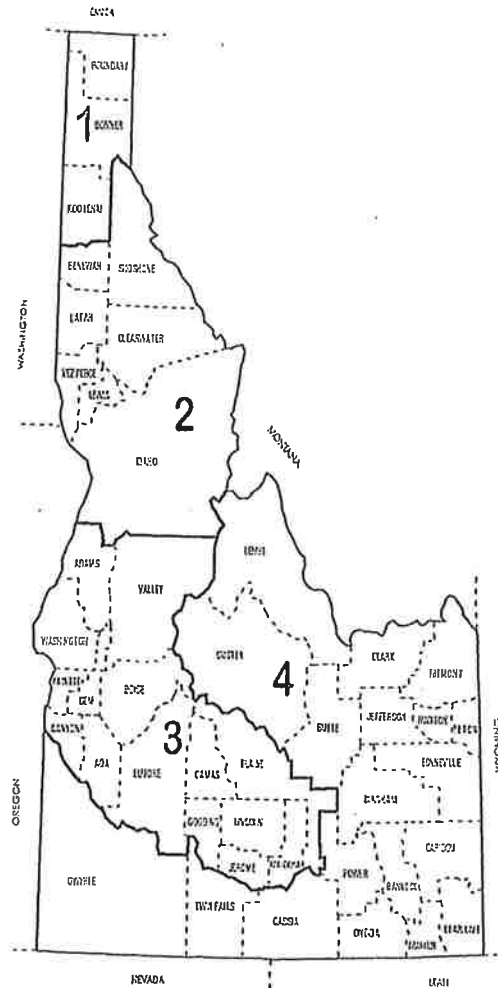 BOUNDARY
1
BONNER
KOOTENAI
BENEWAH
SHOSHONE
LATAH
WASHINGTON
CLEARWATER
NEZ PERCE
LEWIS
2
IDAHO
MONTANA
LEMHI
ADAMS
VALLEY
CUSTER
WASHINGTON
CLARK
FREMONT
4
PAYETTE
GEM
BOISE
BUTTE
JEFFERSON
MADISON
TETON
CANYON
3
ADA
ELMORE
CAMAS
BLAINE
BONNEVILLE
WYOMING
OREGON
BINGHAM
GOODING
LINCOLN
CARIBOU
JEROME
MINIDOKA
POWER
BANNOCK
OWYHEE
TWIN FALLS
CASSIA
ONEIDA
FRANKLIN
BEAR LAKE
NEVADA
UTAH